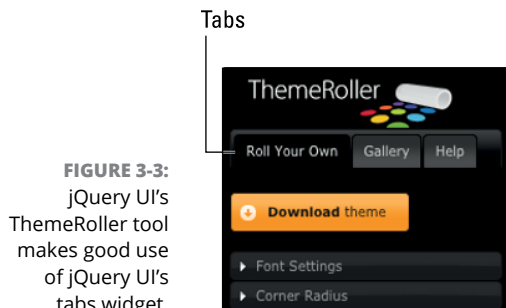 Tabs
ThemeRoller
Roll Your Own Gallery Help
Download theme
Font Settings
Corner Radius
FIGURE 3-3:
jQuery UI’s
ThemeRoller tool
makes good use
of jQuery UI’s
tabs widget.